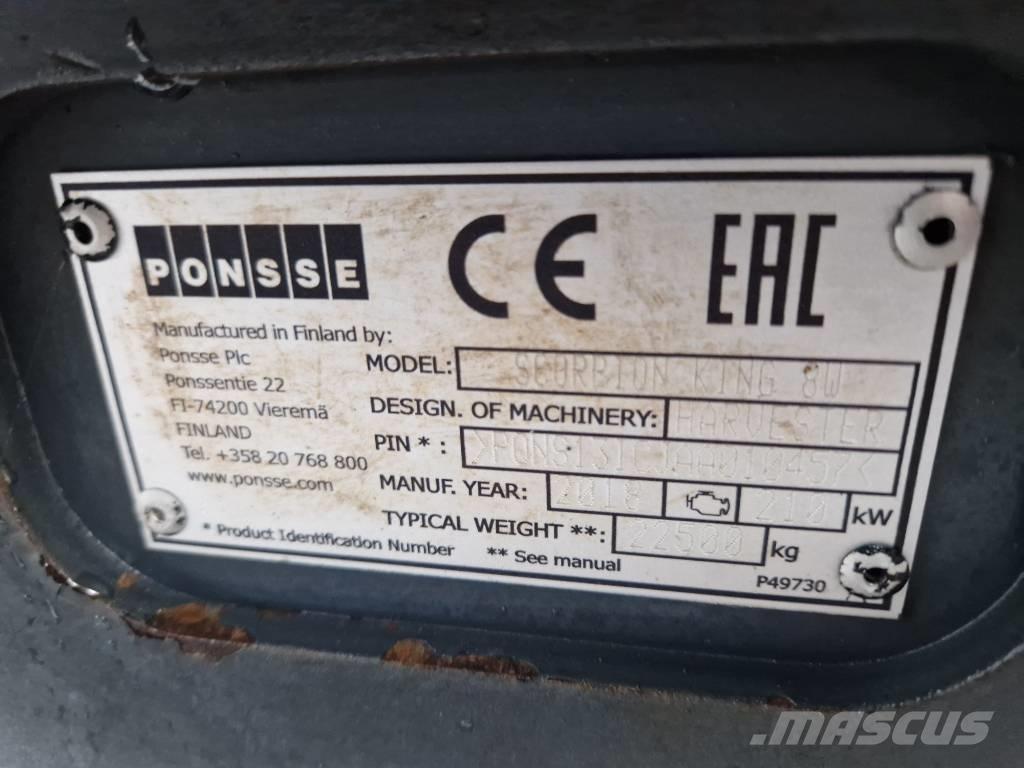 PONSSE CE EAC
Manufactured in Finland by:
Ponsse Plc
Ponssentie 22
FI-74200 Vieremä
FINLAND
Tel. +358 20 768 800
www.ponsse.com
MODEL: SCORPION KING 8W
DESIGN. OF MACHINERY: HARVESTER
PIN * :
MANUF. YEAR: 2018 210 kW
TYPICAL WEIGHT **: 22500 kg
* Product Identification Number ** See manual
P49730
MASCUS